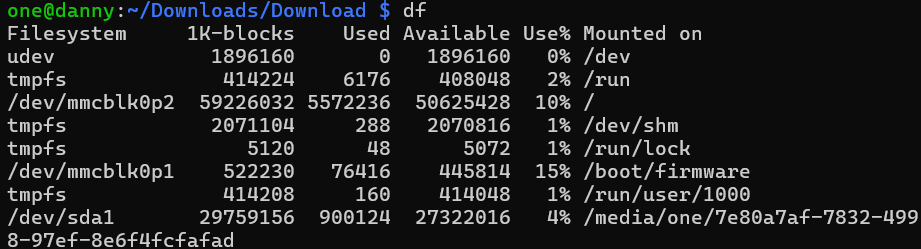 one@danny:~/Downloads/Download $ df
Filesystem     1K-blocks    Used Available Use% Mounted on
udev             1896160       0   1896160   0% /dev
tmpfs             414224    6176    408048   2% /run
/dev/mmcblk0p2  59226032 5572236  50625428  10% /
tmpfs            2071104     288   2070816   1% /dev/shm
tmpfs               5120      48      5072   1% /run/lock
/dev/mmcblk0p1    522230   76416    445814  15% /boot/firmware
tmpfs             414208     160    414048   1% /run/user/1000
/dev/sda1       29759156  900124  27322016   4% /media/one/7e80a7af-7832-499
8-97ef-8e6f4fcfafad